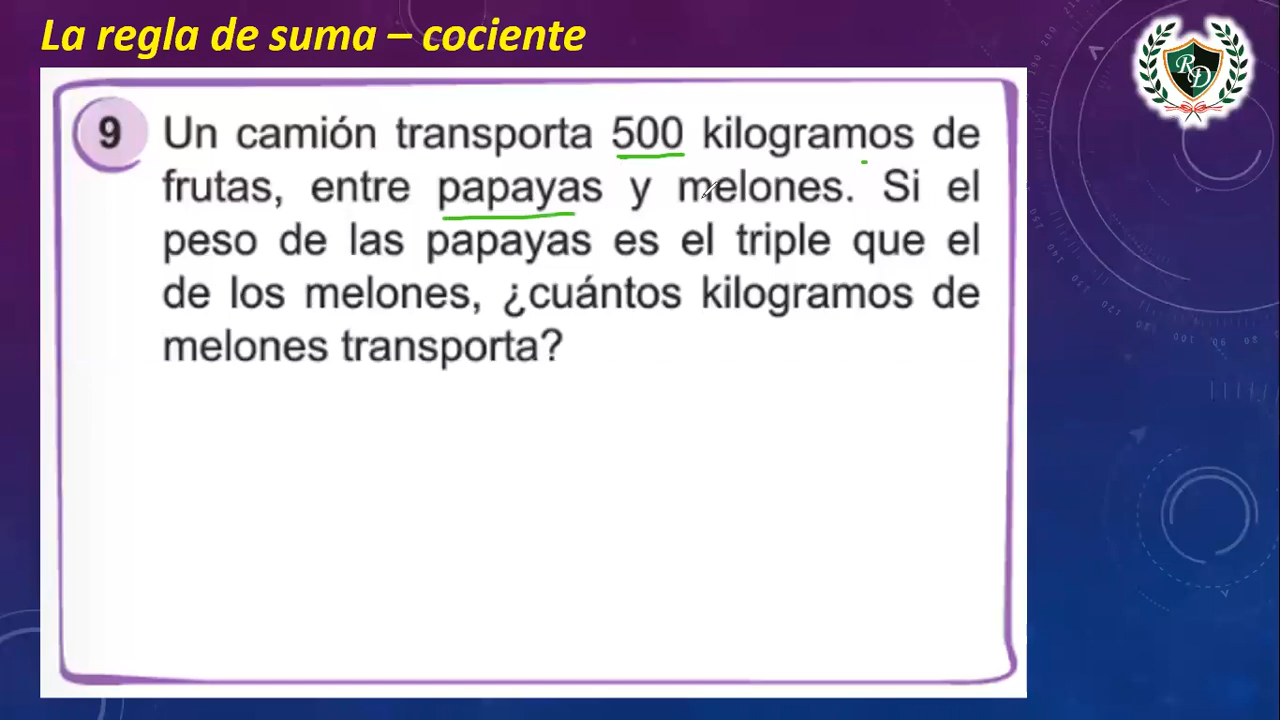 La regla de suma – cociente
9 Un camión transporta 500 kilogramos de
frutas, entre papayas y melones. Si el
peso de las papayas es el triple que el
de los melones, ¿cuántos kilogramos de
melones transporta?
RD